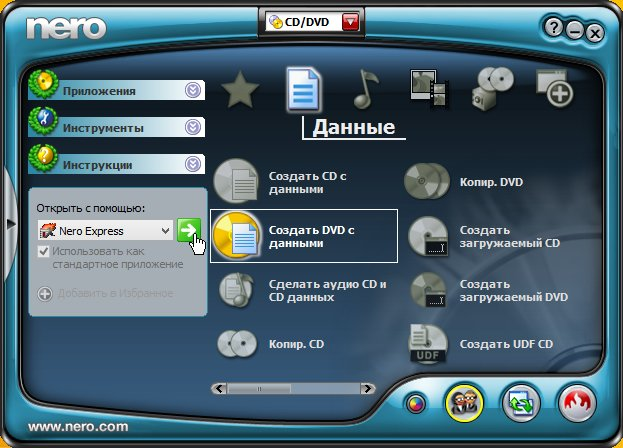 nero
CD/DVD
?
Приложения
Инструменты
?
Инструкции
Данные
Открыть с помощью:
Nero Express
Использовать как
стандартное приложение
Добавить в Избранное
Создать CD с
данными
Копир. DVD
Создать DVD с
данными
Создать
загружаемый CD
Сделать аудио CD и
CD данных
Создать
загружаемый DVD
Копир. CD
UDF
Создать UDF CD
www.nero.com